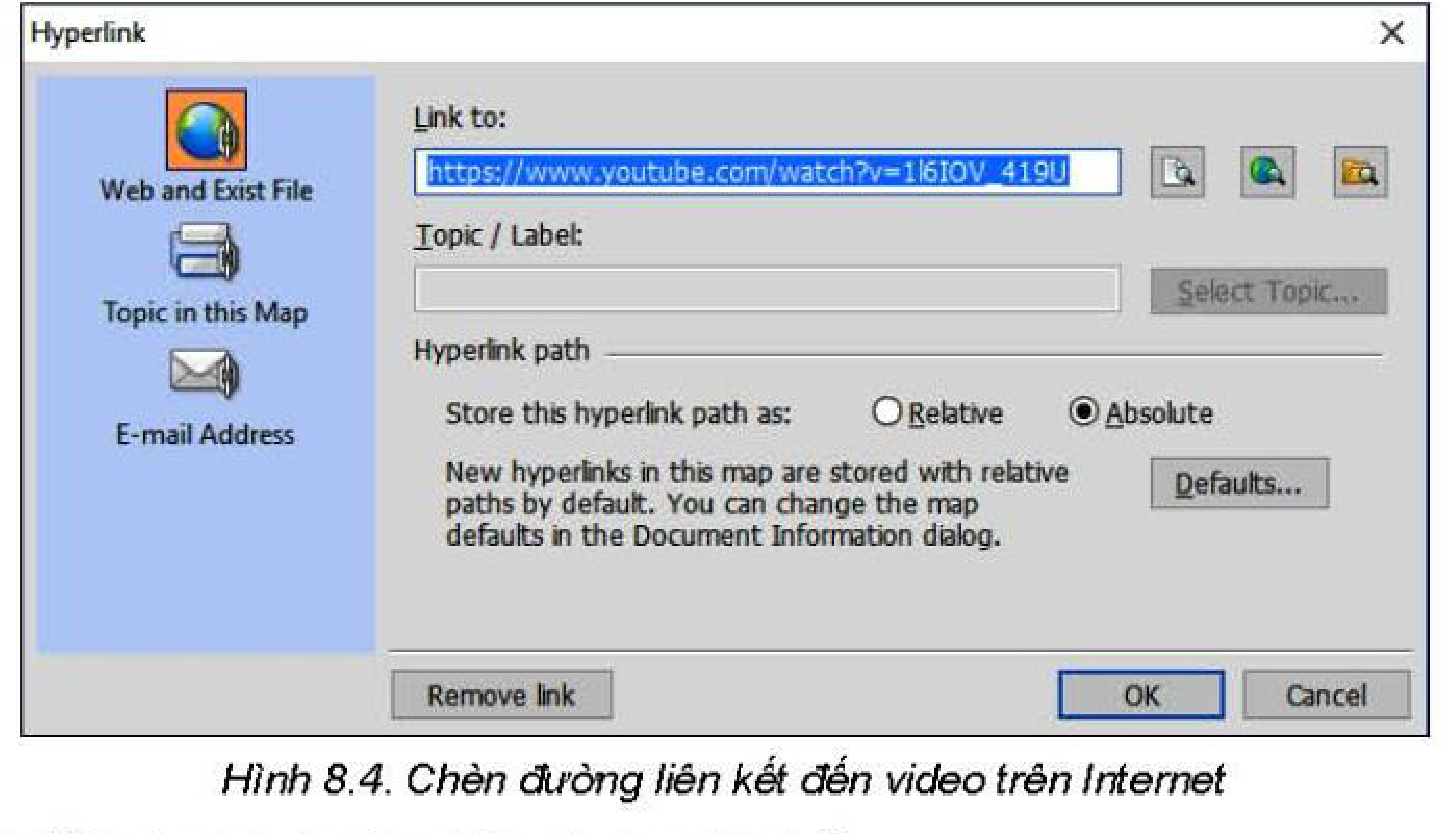 Hyperlink
Web and Exist File
Topic in this Map
E-mail Address
Link to:
https://www.youtube.com/watch?v=1l6IOV_419U
Topic / Label:
Select Topic...
Hyperlink path
Store this hyperlink path as:
Relative
Absolute
New hyperlinks in this map are stored with relative
paths by default. You can change the map
defaults in the Document Information dialog.
Defaults...
Remove link
OK
Cancel
Hình 8.4. Chèn đường liên kết đến video trên Internet